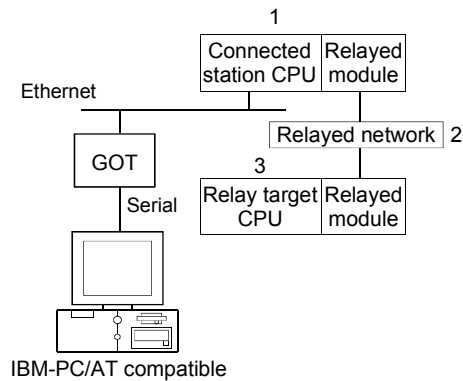 1
Connected
station CPU
Relayed
module
Ethernet
Relayed network 2
GOT
3
Relay target
CPU
Relayed
module
Serial
IBM-PC/AT compatible